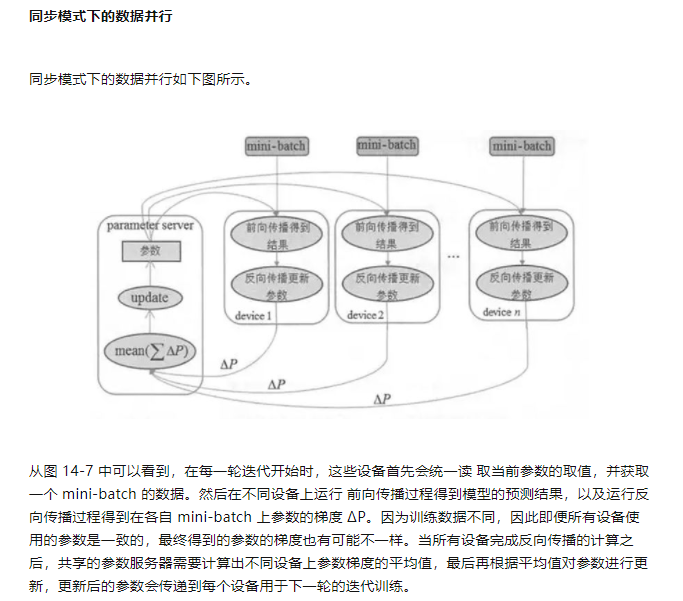 同步模式下的数据并行
同步模式下的数据并行如下图所示。
mini-batch
mini-batch
mini-batch
parameter server
参数
update
mean(∑ΔP)
前向传播得到
结果
反向传播更新
参数
device 1
前向传播得到
结果
反向传播更新
参数
device 2
...
前向传播得到
结果
反向传播更新
参数
device n
ΔP
ΔP
ΔP
从图 14-7 中可以看到，在每一轮迭代开始时，这些设备首先会统一读 取当前参数的取值，并获取
一个 mini-batch 的数据。然后在不同设备上运行 前向传播过程得到模型的预测结果，以及运行反
向传播过程得到在各自 mini-batch 上参数的梯度 ΔP。因为训练数据不同，因此即便所有设备使
用的参数是一致的，最终得到的参数的梯度也有可能不一样。当所有设备完成反向传播的计算之
后，共享的参数服务器需要计算出不同设备上参数梯度的平均值，最后再根据平均值对参数进行更
新，更新后的参数会传递到每个设备用于下一轮的迭代训练。